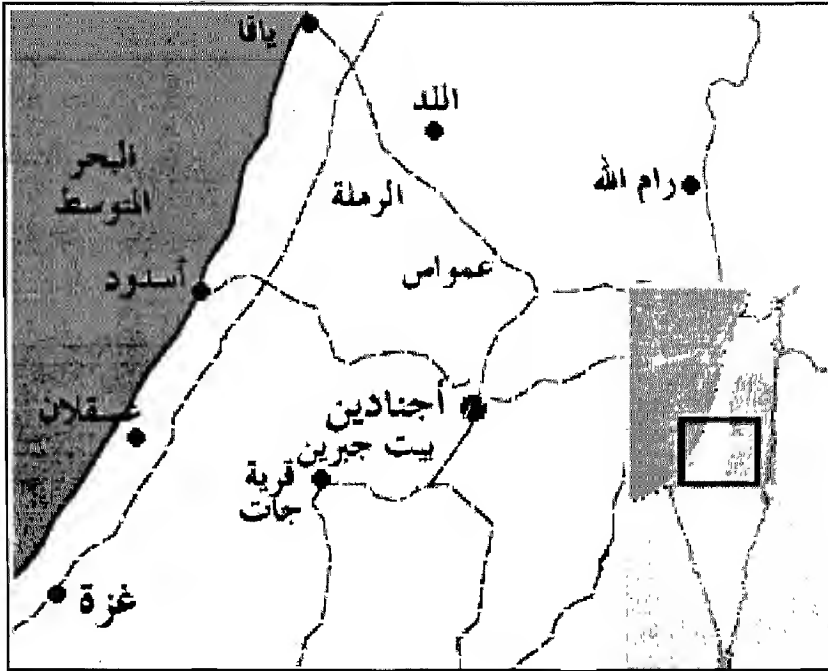 يافا
اللد
البحر
المتوسط
رام الله
الرملة
عمواس
أسدود
أجنادين
عسقلان
بيت جبرين
قرية
جات
غزة